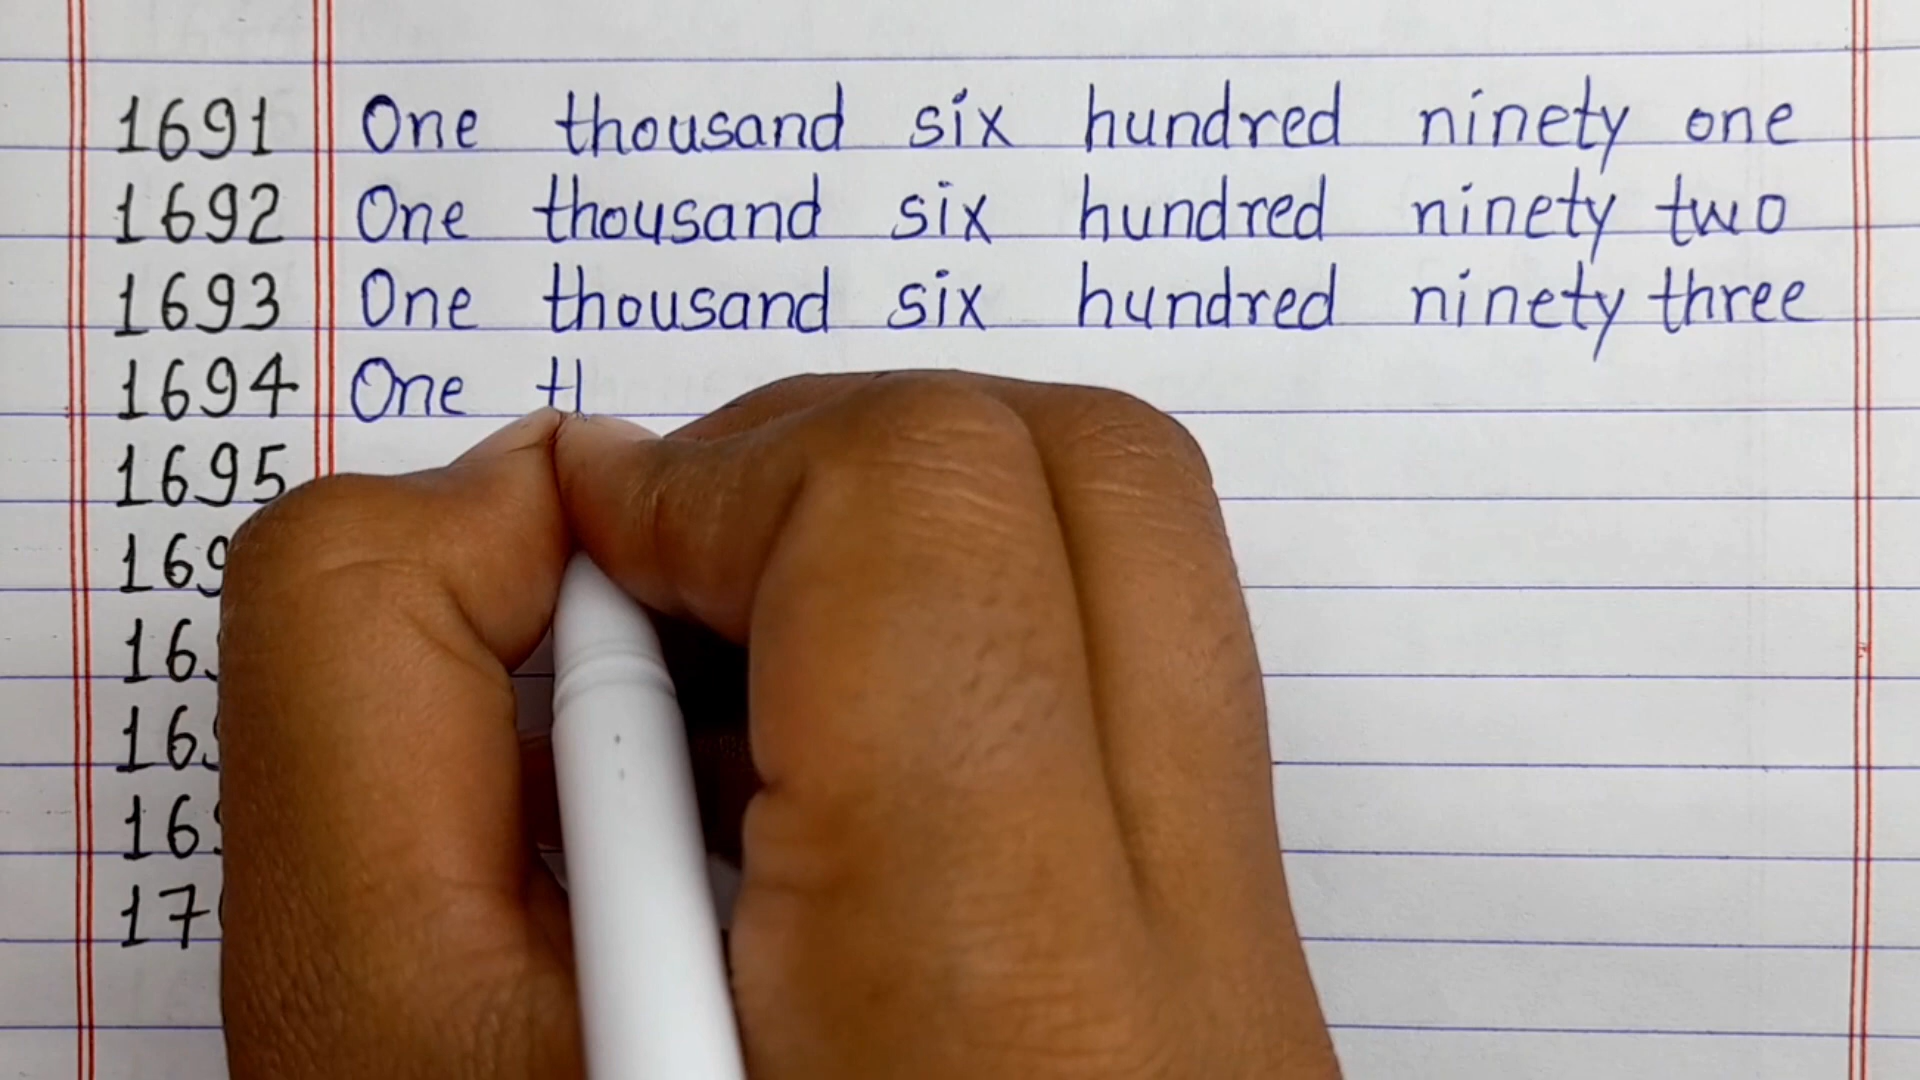 1691 One thousand six hundred ninety one
1692 One thousand six hundred ninety two
1693 One thousand six hundred ninety three
1694 One
1695